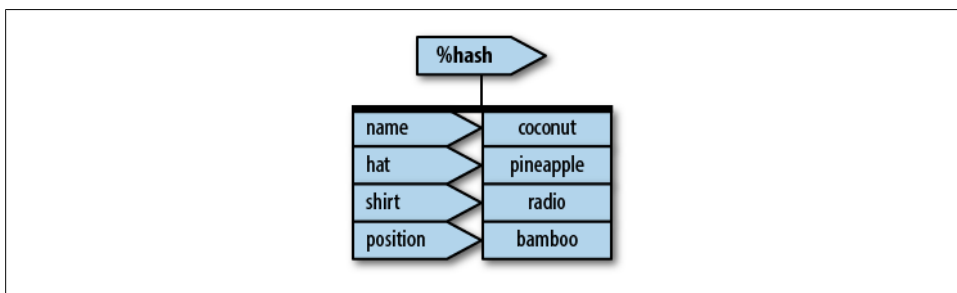 %hash
name coconut
hat pineapple
shirt radio
position bamboo